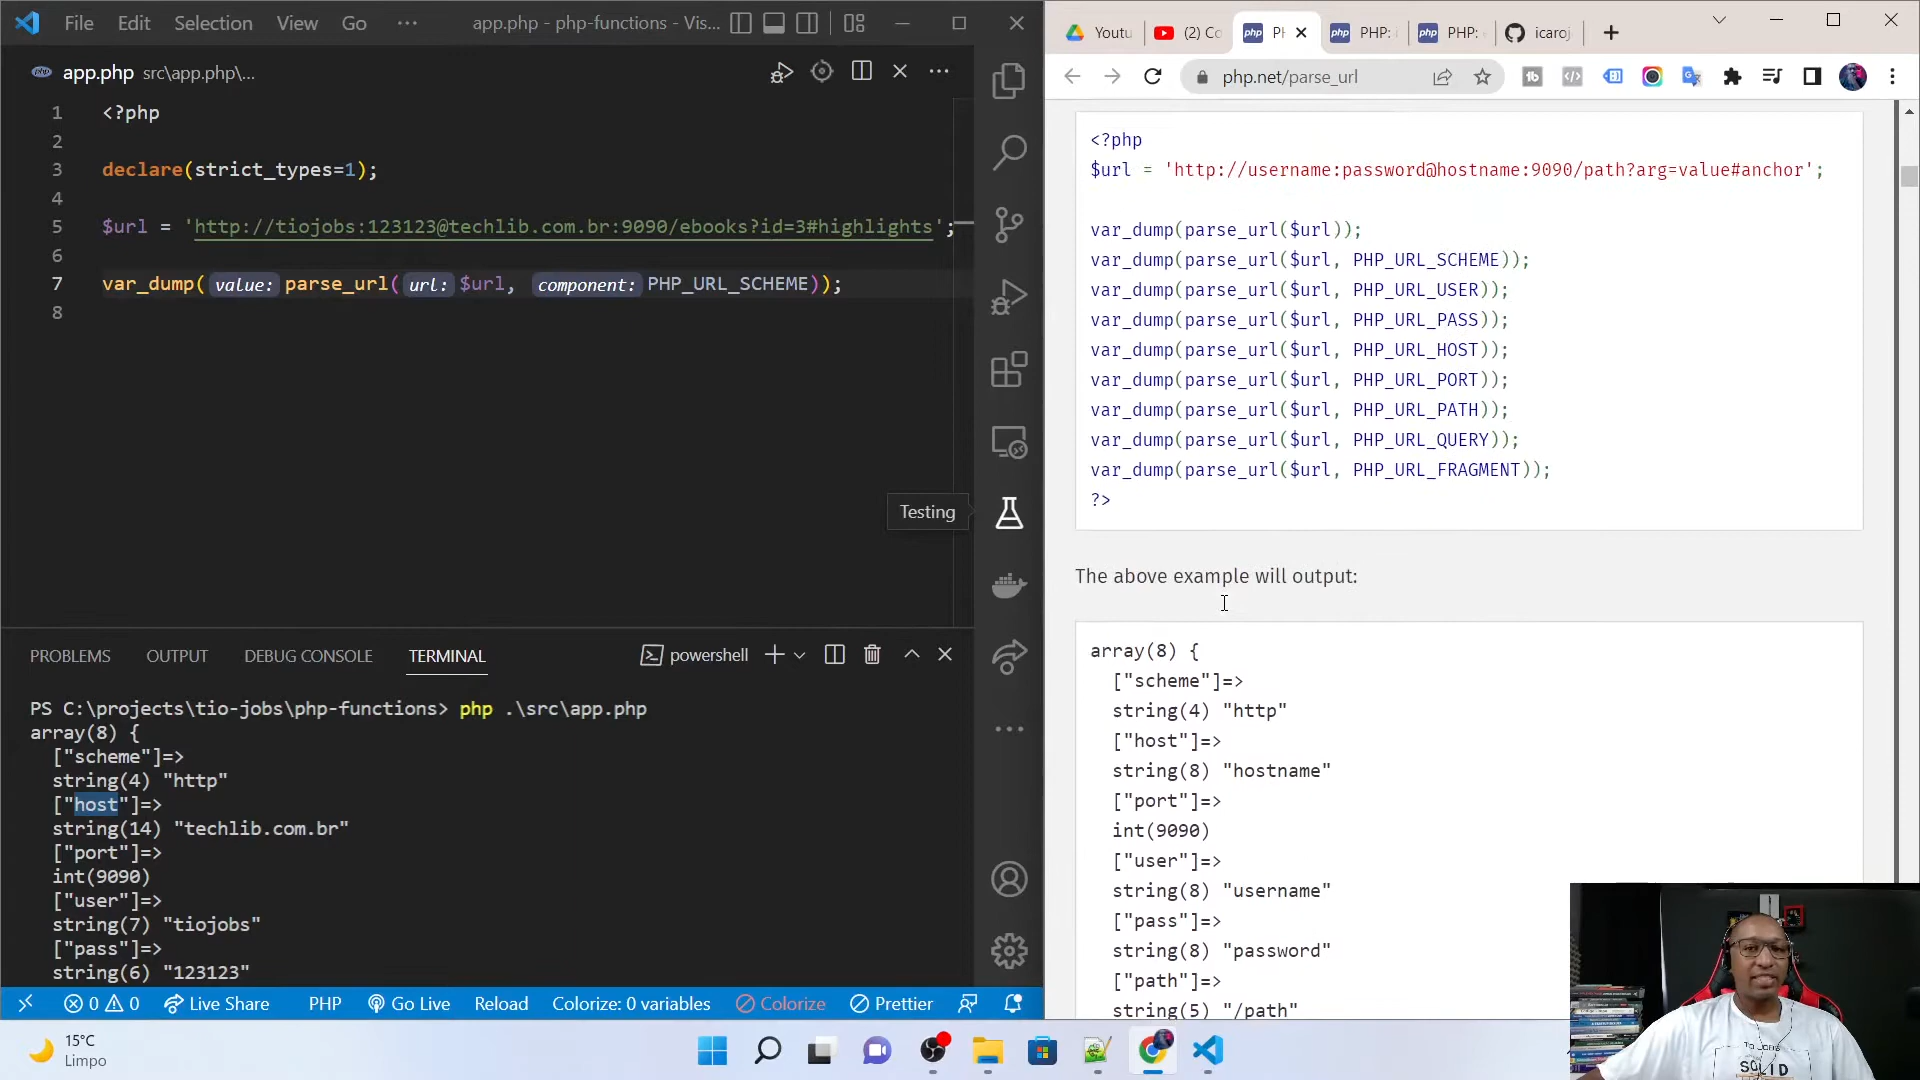 File Edit Selection View Go ··· app.php - php-functions - Vis...
app.php src\app.php\...
1 <?php
2
3 declare(strict_types=1);
4
5 $url = 'http://tiojobs:123123@techlib.com.br:9090/ebooks?id=3#highlights';
6
7 var_dump( value: parse_url( url: $url, component: PHP_URL_SCHEME));
8
Testing
PROBLEMS OUTPUT DEBUG CONSOLE TERMINAL powershell
PS C:\projects\tio-jobs\php-functions> php .\src\app.php
array(8) {
["scheme"]=>
string(4) "http"
["host"]=>
string(14) "techlib.com.br"
["port"]=>
int(9090)
["user"]=>
string(7) "tiojobs"
["pass"]=>
string(6) "123123"
0 0 Live Share PHP Go Live Reload Colorize: 0 variables Colorize Prettier
Youtu (2) Co php PH php PHP: php PHP: icaroj
php.net/parse_url
<?php
$url = 'http://username:password@hostname:9090/path?arg=value#anchor';
var_dump(parse_url($url));
var_dump(parse_url($url, PHP_URL_SCHEME));
var_dump(parse_url($url, PHP_URL_USER));
var_dump(parse_url($url, PHP_URL_PASS));
var_dump(parse_url($url, PHP_URL_HOST));
var_dump(parse_url($url, PHP_URL_PORT));
var_dump(parse_url($url, PHP_URL_PATH));
var_dump(parse_url($url, PHP_URL_QUERY));
var_dump(parse_url($url, PHP_URL_FRAGMENT));
?>
The above example will output:
array(8) {
["scheme"]=>
string(4) "http"
["host"]=>
string(8) "hostname"
["port"]=>
int(9090)
["user"]=>
string(8) "username"
["pass"]=>
string(8) "password"
["path"]=>
string(5) "/path"
15°C
Limpo
Tio Jobs
SOLID